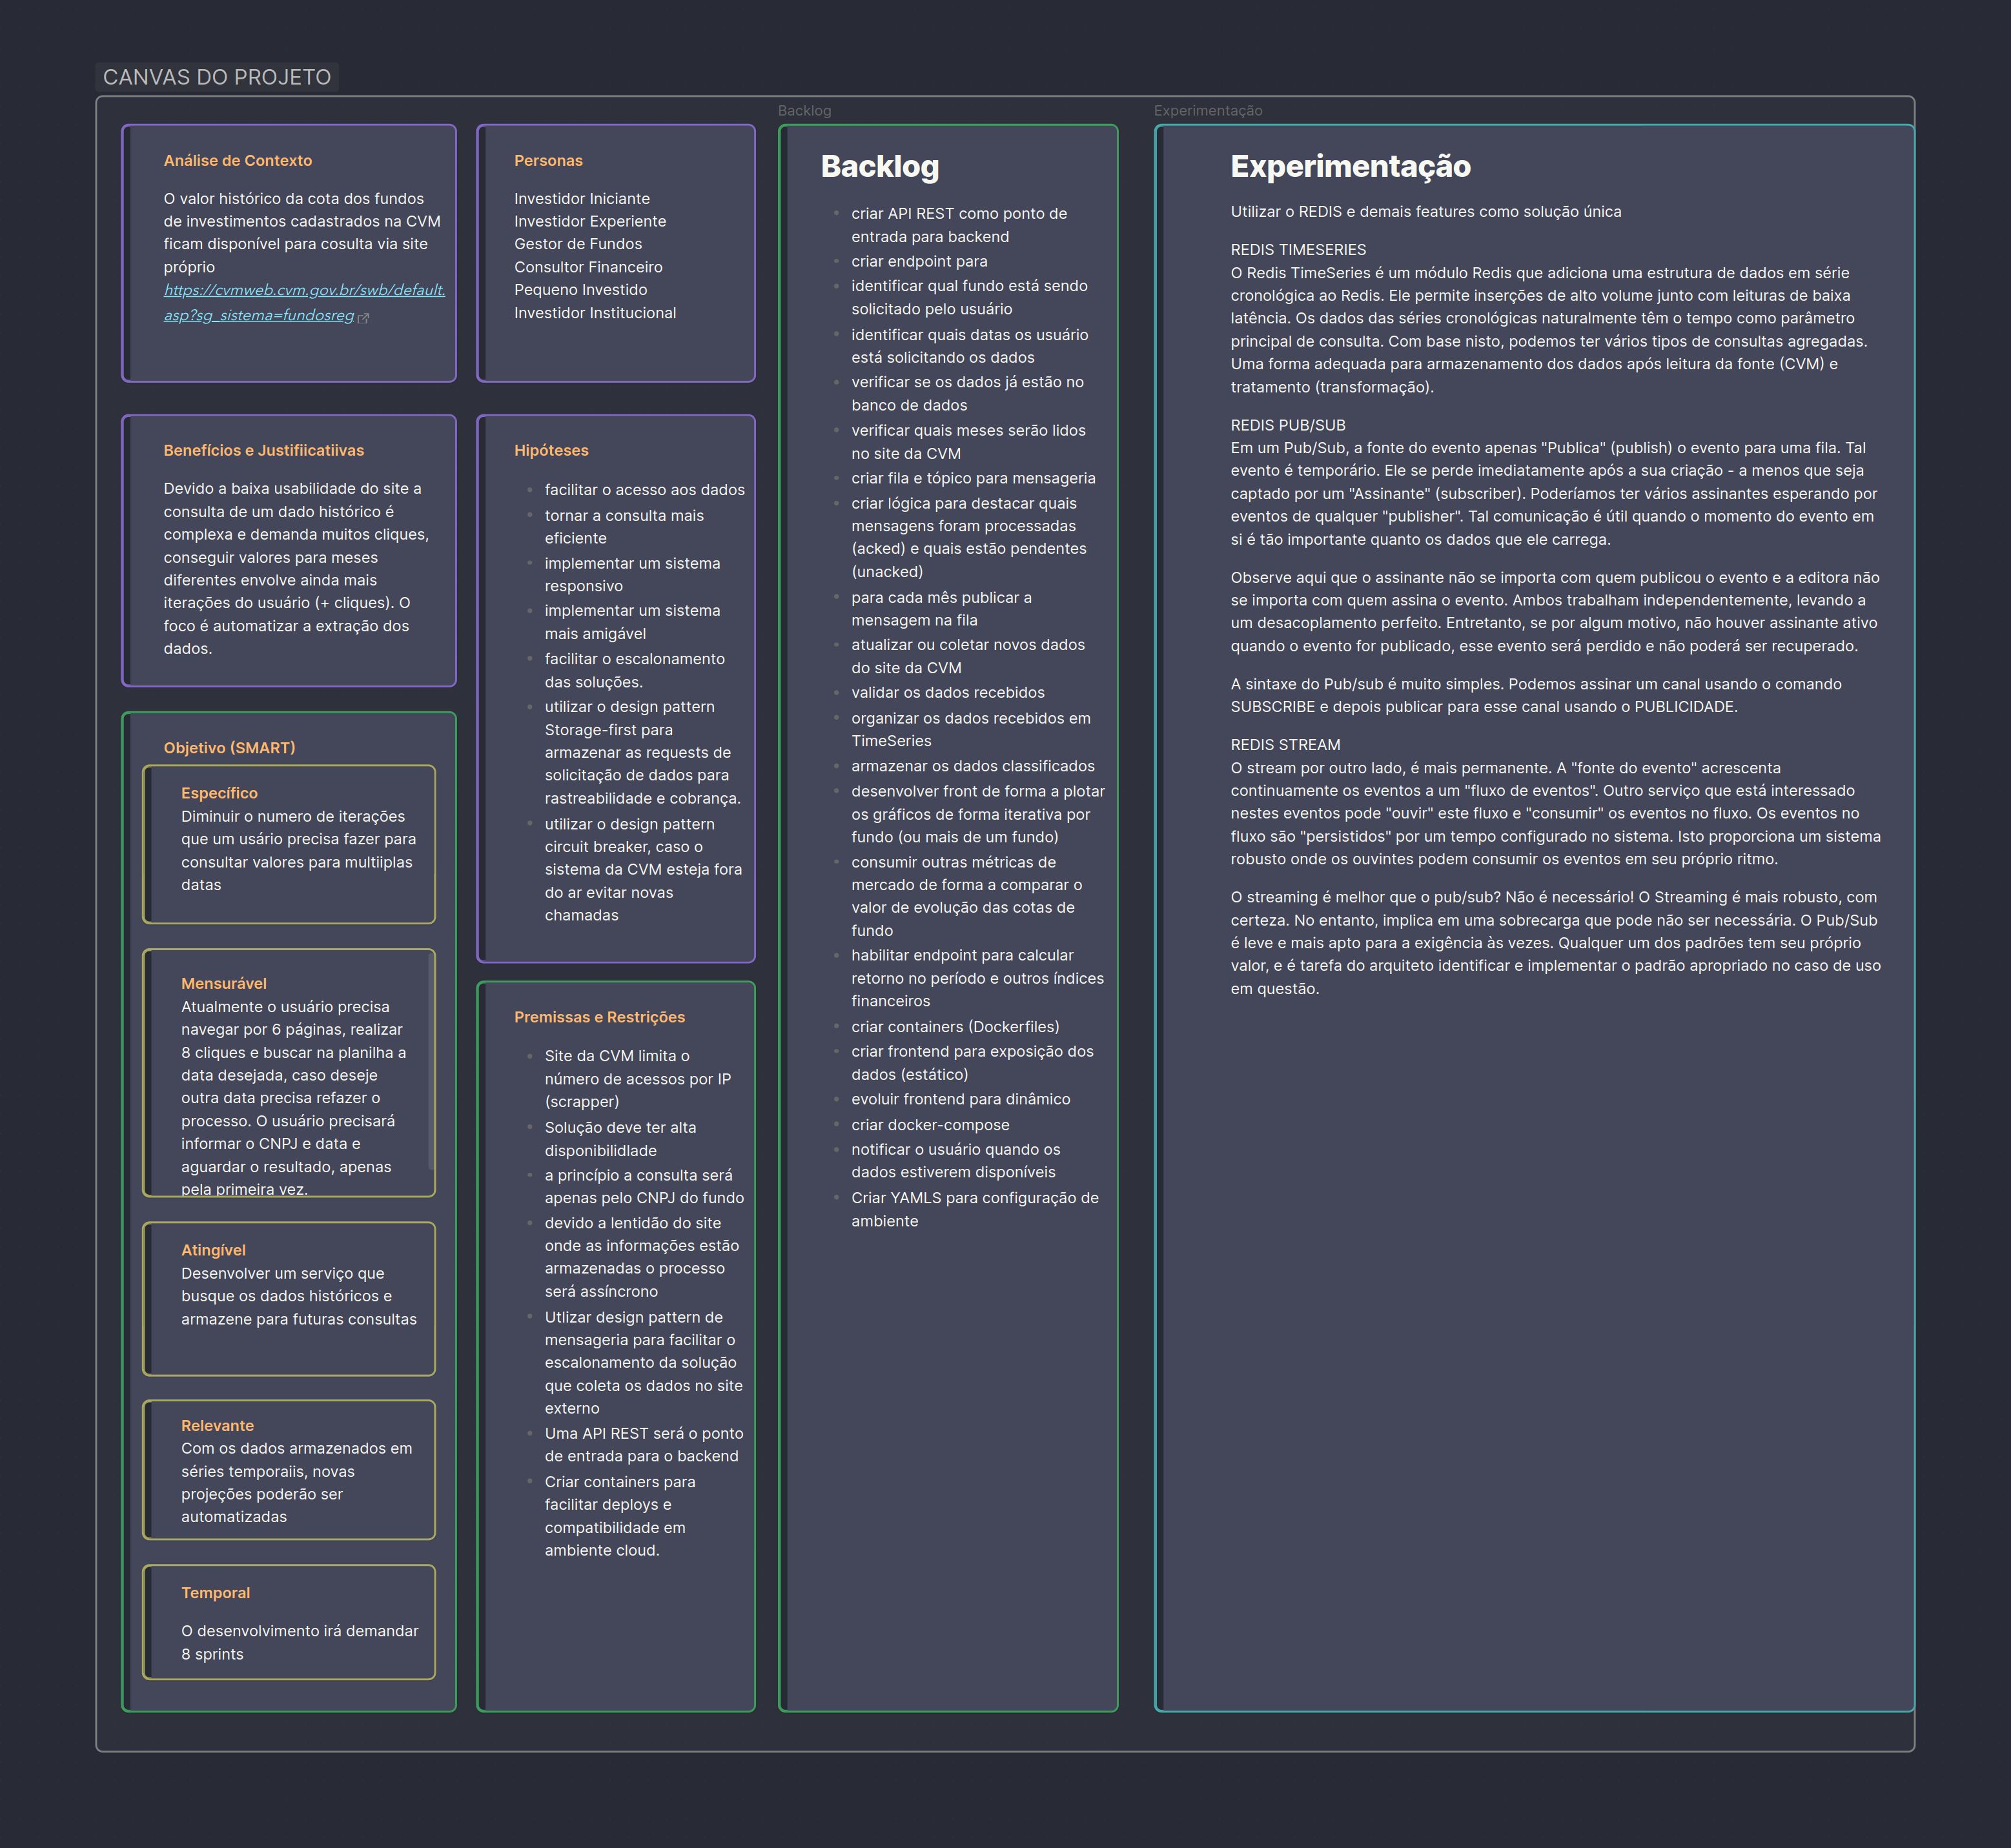 CANVAS DO PROJETO
Análise de Contexto
O valor histórico da cota dos fundos
de investimentos cadastrados na CVM
ficam disponível para cosulta via site
próprio
https://cvmweb.cvm.gov.br/swb/default.
asp?sg_sistema=fundosreg
Benefícios e Justifiicatiivas
Devido a baixa usabilidade do site a
consulta de um dado histórico é
complexa e demanda muitos cliques,
conseguir valores para meses
diferentes envolve ainda mais
iterações do usuário (+ cliques). O
foco é automatizar a extração dos
dados.
Objetivo (SMART)
Específico
Diminuir o numero de iterações
que um usário precisa fazer para
consultar valores para multiiplas
datas
Mensurável
Atualmente o usuário precisa
navegar por 6 páginas, realizar
8 cliques e buscar na planilha a
data desejada, caso deseje
outra data precisa refazer o
processo. O usuário precisará
informar o CNPJ e data e
aguardar o resultado, apenas
pela primeira vez.
Atingível
Desenvolver um serviço que
busque os dados históricos e
armazene para futuras consultas
Relevante
Com os dados armazenados em
séries temporaiis, novas
projeções poderão ser
automatizadas
Temporal
O desenvolvimento irá demandar
8 sprints
Personas
Investidor Iniciante
Investidor Experiente
Gestor de Fundos
Consultor Financeiro
Pequeno Investido
Investidor Institucional
Hipóteses
facilitar o acesso aos dados
tornar a consulta mais
eficiente
implementar um sistema
responsivo
implementar um sistema
mais amigável
facilitar o escalonamento
das soluções.
utilizar o design pattern
Storage-first para
armazenar as requests de
solicitação de dados para
rastreabilidade e cobrança.
utilizar o design pattern
circuit breaker, caso o
sistema da CVM esteja fora
do ar evitar novas
chamadas
Premissas e Restrições
Site da CVM limita o
número de acessos por IP
(scrapper)
Solução deve ter alta
disponibilidlade
a princípio a consulta será
apenas pelo CNPJ do fundo
devido a lentidão do site
onde as informações estão
armazenadas o processo
será assíncrono
Utlizar design pattern de
mensageria para facilitar o
escalonamento da solução
que coleta os dados no site
externo
Uma API REST será o ponto
de entrada para o backend
Criar containers para
facilitar deploys e
compatibilidade em
ambiente cloud.
Backlog
Backlog
criar API REST como ponto de
entrada para backend
criar endpoint para
identificar qual fundo está sendo
solicitado pelo usuário
identificar quais datas os usuário
está solicitando os dados
verificar se os dados já estão no
banco de dados
verificar quais meses serão lidos
no site da CVM
criar fila e tópico para mensageria
criar lógica para destacar quais
mensagens foram processadas
(acked) e quais estão pendentes
(unacked)
para cada mês publicar a
mensagem na fila
atualizar ou coletar novos dados
do site da CVM
validar os dados recebidos
organizar os dados recebidos em
TimeSeries
armazenar os dados classificados
desenvolver front de forma a plotar
os gráficos de forma iterativa por
fundo (ou mais de um fundo)
consumir outras métricas de
mercado de forma a comparar o
valor de evolução das cotas de
fundo
habilitar endpoint para calcular
retorno no período e outros índices
financeiros
criar containers (Dockerfiles)
criar frontend para exposição dos
dados (estático)
evoluir frontend para dinâmico
criar docker-compose
notificar o usuário quando os
dados estiverem disponíveis
Criar YAMLS para configuração de
ambiente
Experimentação
Experimentação
Utilizar o REDIS e demais features como solução única
REDIS TIMESERIES
O Redis TimeSeries é um módulo Redis que adiciona uma estrutura de dados em série
cronológica ao Redis. Ele permite inserções de alto volume junto com leituras de baixa
latência. Os dados das séries cronológicas naturalmente têm o tempo como parâmetro
principal de consulta. Com base nisto, podemos ter vários tipos de consultas agregadas.
Uma forma adequada para armazenamento dos dados após leitura da fonte (CVM) e
tratamento (transformação).
REDIS PUB/SUB
Em um Pub/Sub, a fonte do evento apenas "Publica" (publish) o evento para uma fila. Tal
evento é temporário. Ele se perde imediatamente após a sua criação - a menos que seja
captado por um "Assinante" (subscriber). Poderíamos ter vários assinantes esperando por
eventos de qualquer "publisher". Tal comunicação é útil quando o momento do evento em
si é tão importante quanto os dados que ele carrega.
Observe aqui que o assinante não se importa com quem publicou o evento e a editora não
se importa com quem assina o evento. Ambos trabalham independentemente, levando a
um desacoplamento perfeito. Entretanto, se por algum motivo, não houver assinante ativo
quando o evento for publicado, esse evento será perdido e não poderá ser recuperado.
A sintaxe do Pub/sub é muito simples. Podemos assinar um canal usando o comando
SUBSCRIBE e depois publicar para esse canal usando o PUBLICIDADE.
REDIS STREAM
O stream por outro lado, é mais permanente. A "fonte do evento" acrescenta
continuamente os eventos a um "fluxo de eventos". Outro serviço que está interessado
nestes eventos pode "ouvir" este fluxo e "consumir" os eventos no fluxo. Os eventos no
fluxo são "persistidos" por um tempo configurado no sistema. Isto proporciona um sistema
robusto onde os ouvintes podem consumir os eventos em seu próprio ritmo.
O streaming é melhor que o pub/sub? Não é necessário! O Streaming é mais robusto, com
certeza. No entanto, implica em uma sobrecarga que pode não ser necessária. O Pub/Sub
é leve e mais apto para a exigência às vezes. Qualquer um dos padrões tem seu próprio
valor, e é tarefa do arquiteto identificar e implementar o padrão apropriado no caso de uso
em questão.